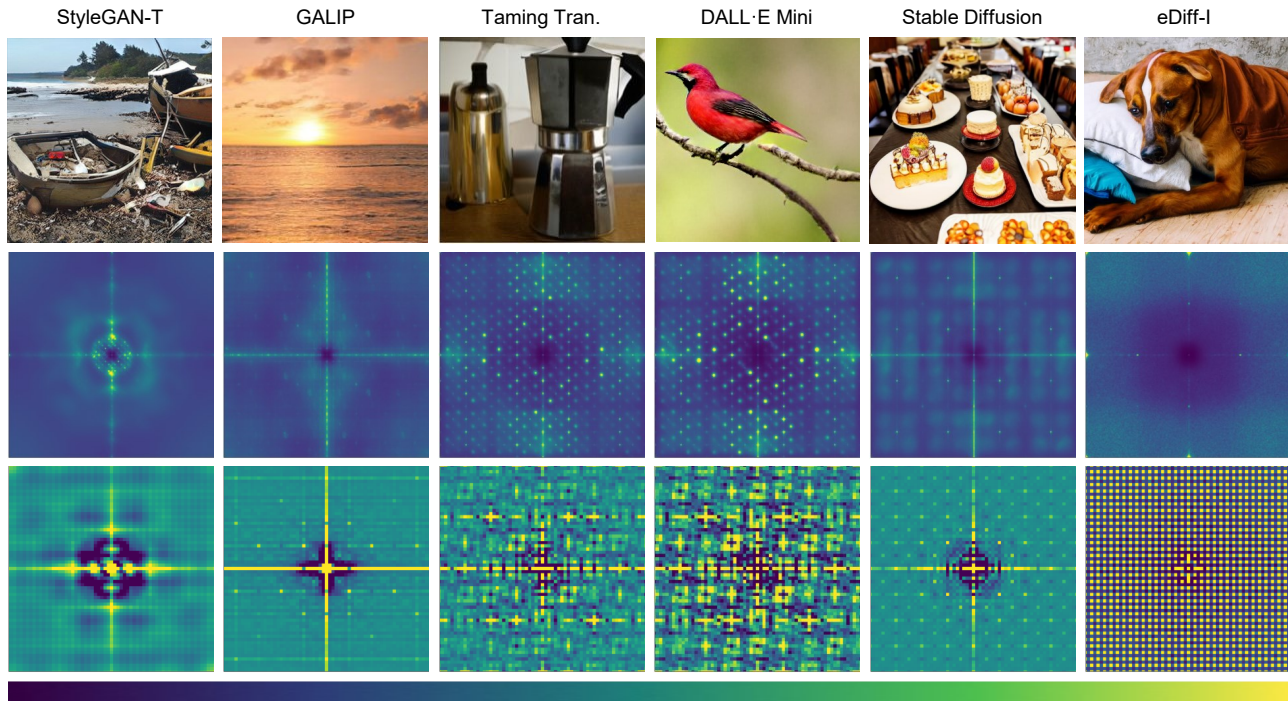 StyleGAN-T
GALIP
Taming Tran.
DALL·E Mini
Stable Diffusion
eDiff-I